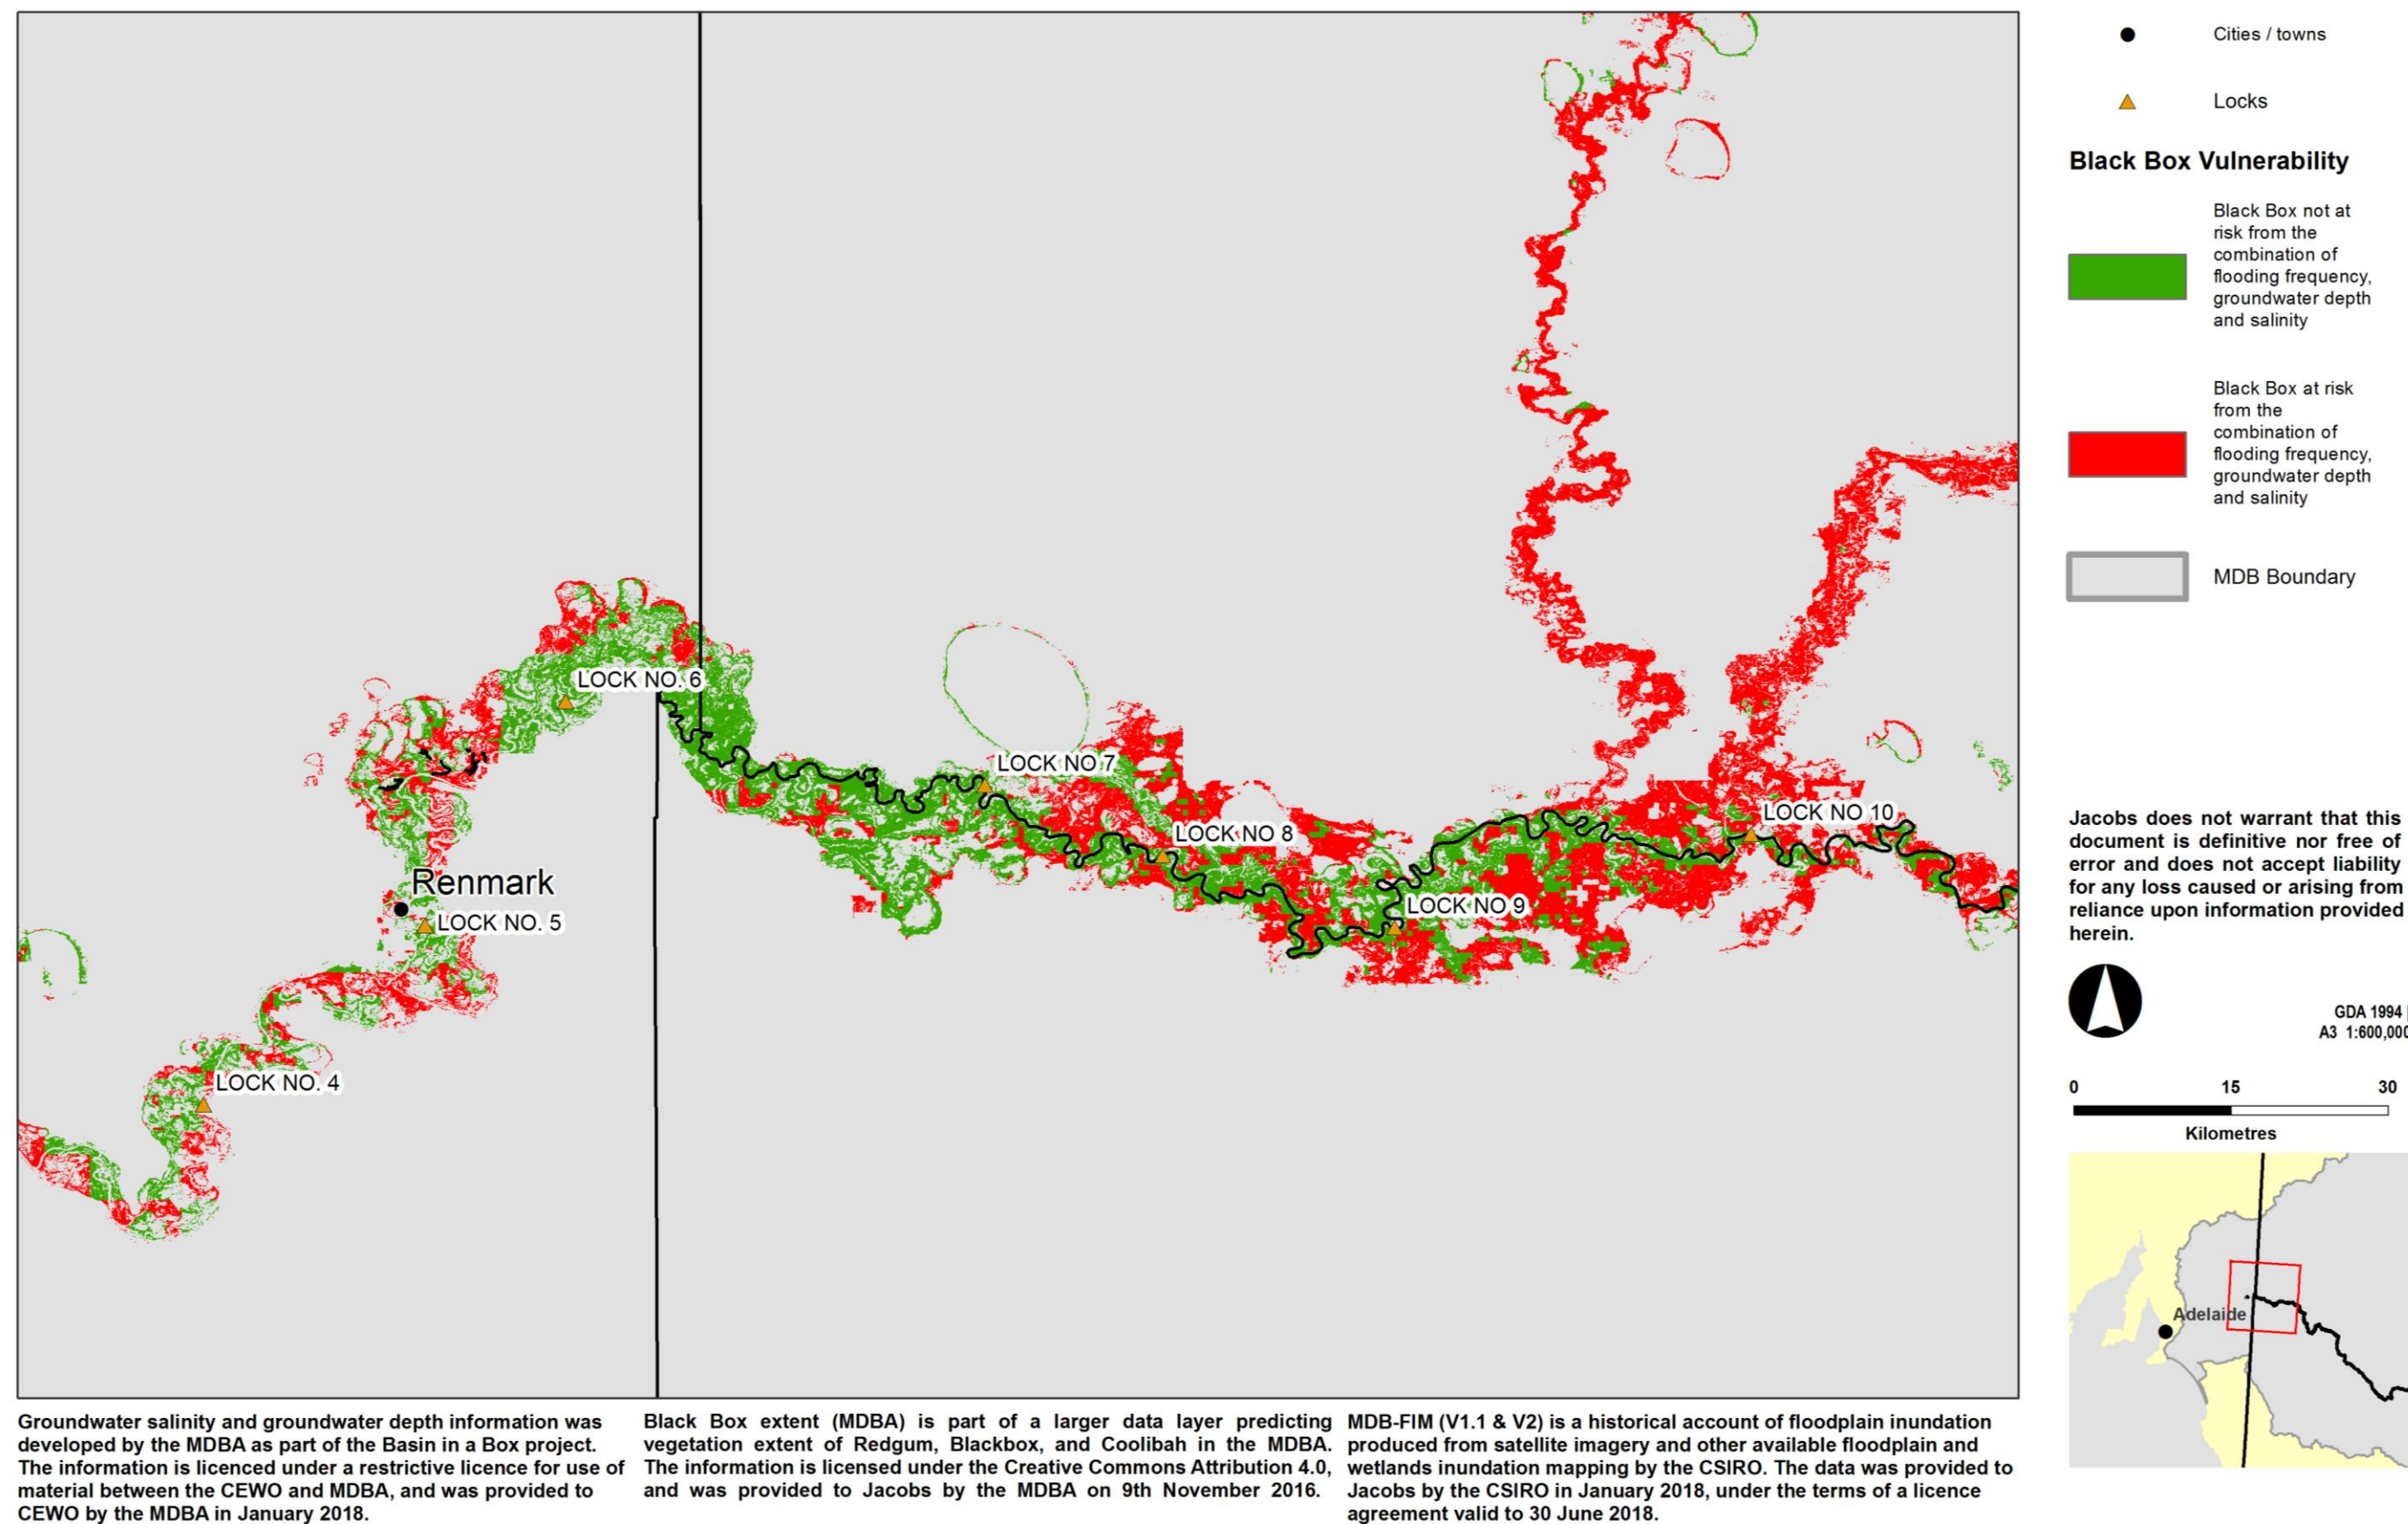 LOCK NO. 6
LOCK NO 7
LOCK NO 8
LOCK NO 10
Renmark
LOCK NO. 5
LOCK NO 9
LOCK NO. 4
Cities / towns
Locks
Black Box Vulnerability
Black Box not at
risk from the
combination of
flooding frequency,
groundwater depth
and salinity
Black Box at risk
from the
combination of
flooding frequency,
groundwater depth
and salinity
MDB Boundary
Jacobs does not warrant that this
document is definitive nor free of
error and does not accept liability
for any loss caused or arising from
reliance upon information provided
herein.
GDA 1994 |
A3 1:600,000
0 15 30
Kilometres
Adelaide
Groundwater salinity and groundwater depth information was
developed by the MDBA as part of the Basin in a Box project.
The information is licenced under a restrictive licence for use of
material between the CEWO and MDBA, and was provided to
CEWO by the MDBA in January 2018.
Black Box extent (MDBA) is part of a larger data layer predicting
vegetation extent of Redgum, Blackbox, and Coolibah in the MDBA.
The information is licensed under the Creative Commons Attribution 4.0,
and was provided to Jacobs by the MDBA on 9th November 2016.
MDB-FIM (V1.1 & V2) is a historical account of floodplain inundation
produced from satellite imagery and other available floodplain and
wetlands inundation mapping by the CSIRO. The data was provided to
Jacobs by the CSIRO in January 2018, under the terms of a licence
agreement valid to 30 June 2018.